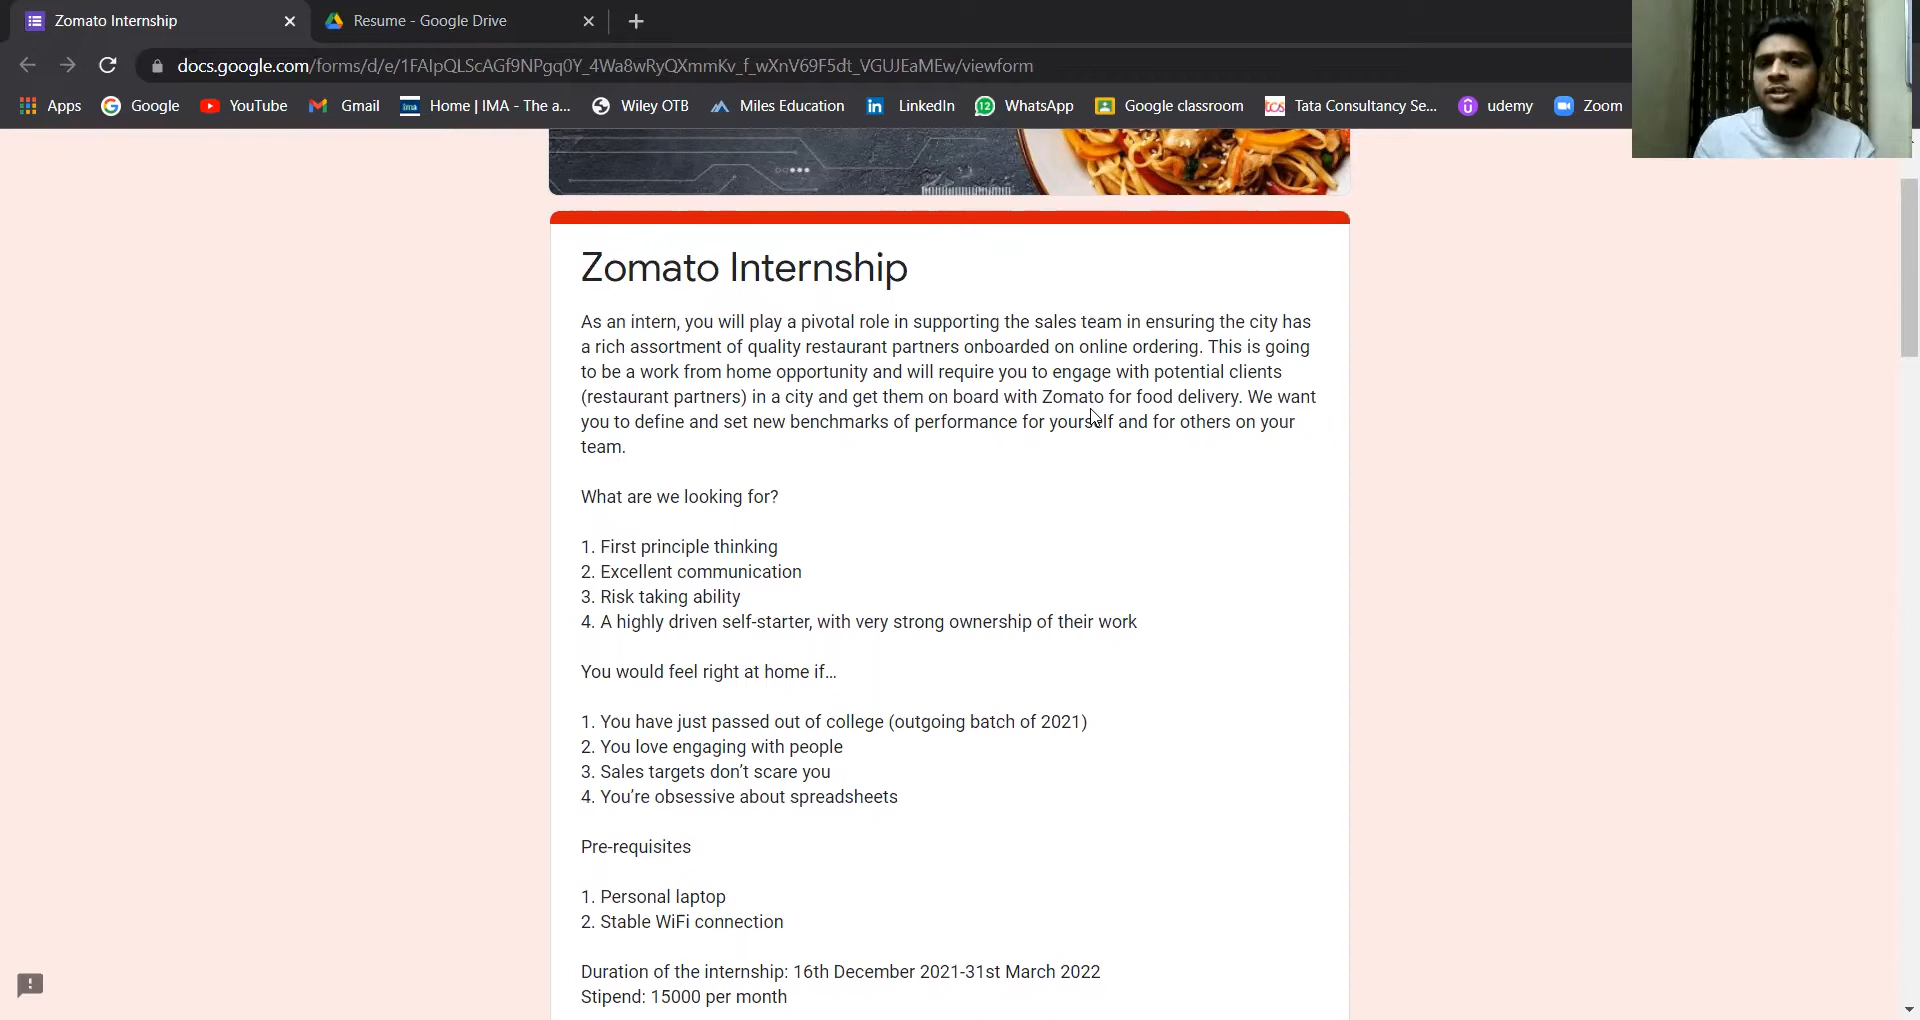 Zomato Internship
Resume - Google Drive
docs.google.com/forms/d/e/1FAIpQLScAGf9NPgq0Y_4Wa8wRyQXmmKv_f_wXnV69F5dt_VGUJEaMEw/viewform
Apps Google YouTube Gmail Home | IMA - The a... Wiley OTB Miles Education LinkedIn 12 WhatsApp Google classroom tcs Tata Consultancy Se... udemy Zoom
Zomato Internship
As an intern, you will play a pivotal role in supporting the sales team in ensuring the city has
a rich assortment of quality restaurant partners onboarded on online ordering. This is going
to be a work from home opportunity and will require you to engage with potential clients
(restaurant partners) in a city and get them on board with Zomato for food delivery. We want
you to define and set new benchmarks of performance for yourself and for others on your
team.
What are we looking for?
1. First principle thinking
2. Excellent communication
3. Risk taking ability
4. A highly driven self-starter, with very strong ownership of their work
You would feel right at home if…
1. You have just passed out of college (outgoing batch of 2021)
2. You love engaging with people
3. Sales targets don’t scare you
4. You’re obsessive about spreadsheets
Pre-requisites
1. Personal laptop
2. Stable WiFi connection
Duration of the internship: 16th December 2021-31st March 2022
Stipend: 15000 per month